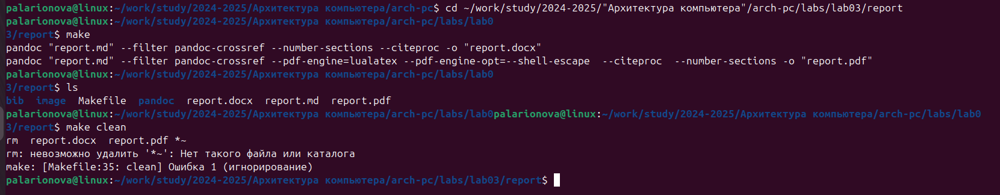 palarionova@linux:~/work/study/2024-2025/Архитектура компьютера/arch-pc$ cd ~/work/study/2024-2025/"Архитектура компьютера"/arch-pc/labs/lab03/report
palarionova@linux:~/work/study/2024-2025/Архитектура компьютера/arch-pc/labs/lab0
3/report$ make
pandoc "report.md" --filter pandoc-crossref --number-sections --citeproc -o "report.docx"
pandoc "report.md" --filter pandoc-crossref --pdf-engine=lualatex --pdf-engine-opt=--shell-escape  --citeproc  --number-sections -o "report.pdf"
palarionova@linux:~/work/study/2024-2025/Архитектура компьютера/arch-pc/labs/lab0
3/report$ ls
bib  image  Makefile  pandoc  report.docx  report.md  report.pdf
palarionova@linux:~/work/study/2024-2025/Архитектура компьютера/arch-pc/labs/lab0palarionova@linux:~/work/study/2024-2025/Архитектура компьютера/arch-pc/labs/lab0
3/report$ make clean
rm  report.docx  report.pdf *~
rm: невозможно удалить '*~': Нет такого файла или каталога
make: [Makefile:35: clean] Ошибка 1 (игнорирование)
palarionova@linux:~/work/study/2024-2025/Архитектура компьютера/arch-pc/labs/lab03/report$